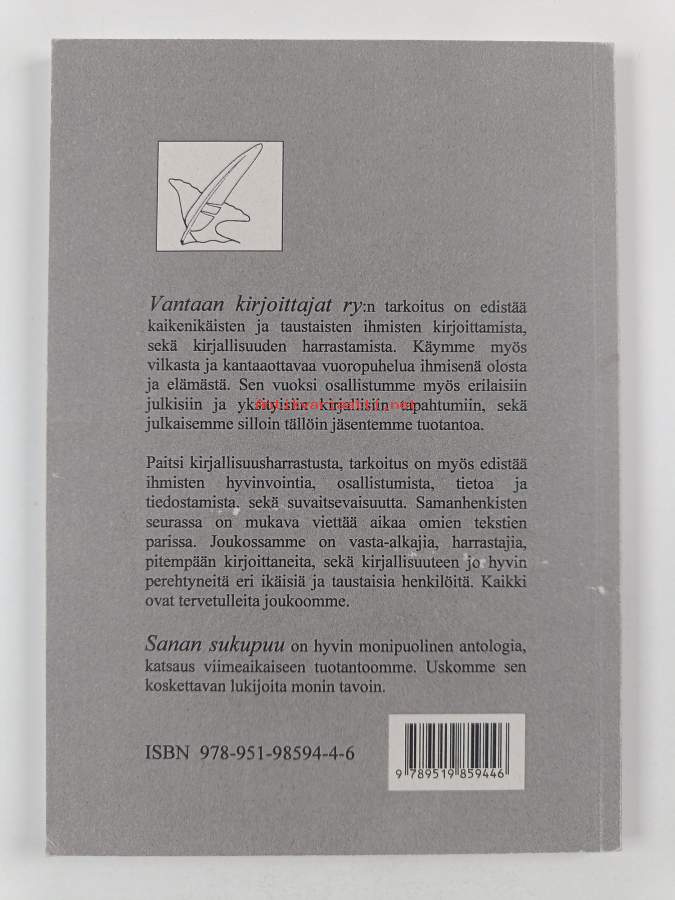 Vantaan kirjoittajat ry:n tarkoitus on edistää
kaikenikäisten ja taustaisten ihmisten kirjoittamista,
sekä kirjallisuuden harrastamista. Käymme myös
vilkasta ja kantaaottavaa vuoropuhelua ihmisenä olosta
ja elämästä. Sen vuoksi osallistumme myös erilaisiin
julkisiin ja yksityisiin kirjallisiin tapahtumiin, sekä
julkaisemme silloin tällöin jäsentemme tuotantoa.
Paitsi kirjallisuusharrastusta, tarkoitus on myös edistää
ihmisten hyvinvointia, osallistumista, tietoa ja
tiedostamista, sekä suvaitsevaisuutta. Samanhenkisten
seurassa on mukava viettää aikaa omien tekstien
parissa. Joukossamme on vasta-alkajia, harrastajia,
pitempään kirjoittaneita, sekä kirjallisuuteen jo hyvin
perehtyneitä eri ikäisiä ja taustaisia henkilöitä. Kaikki
ovat tervetulleita joukoomme.
Sanan sukupuu on hyvin monipuolinen antologia,
katsaus viimeaikaiseen tuotantoomme. Uskomme sen
koskettavan lukijoita monin tavoin.
ISBN 978-951-98594-4-6
9 789519 859446